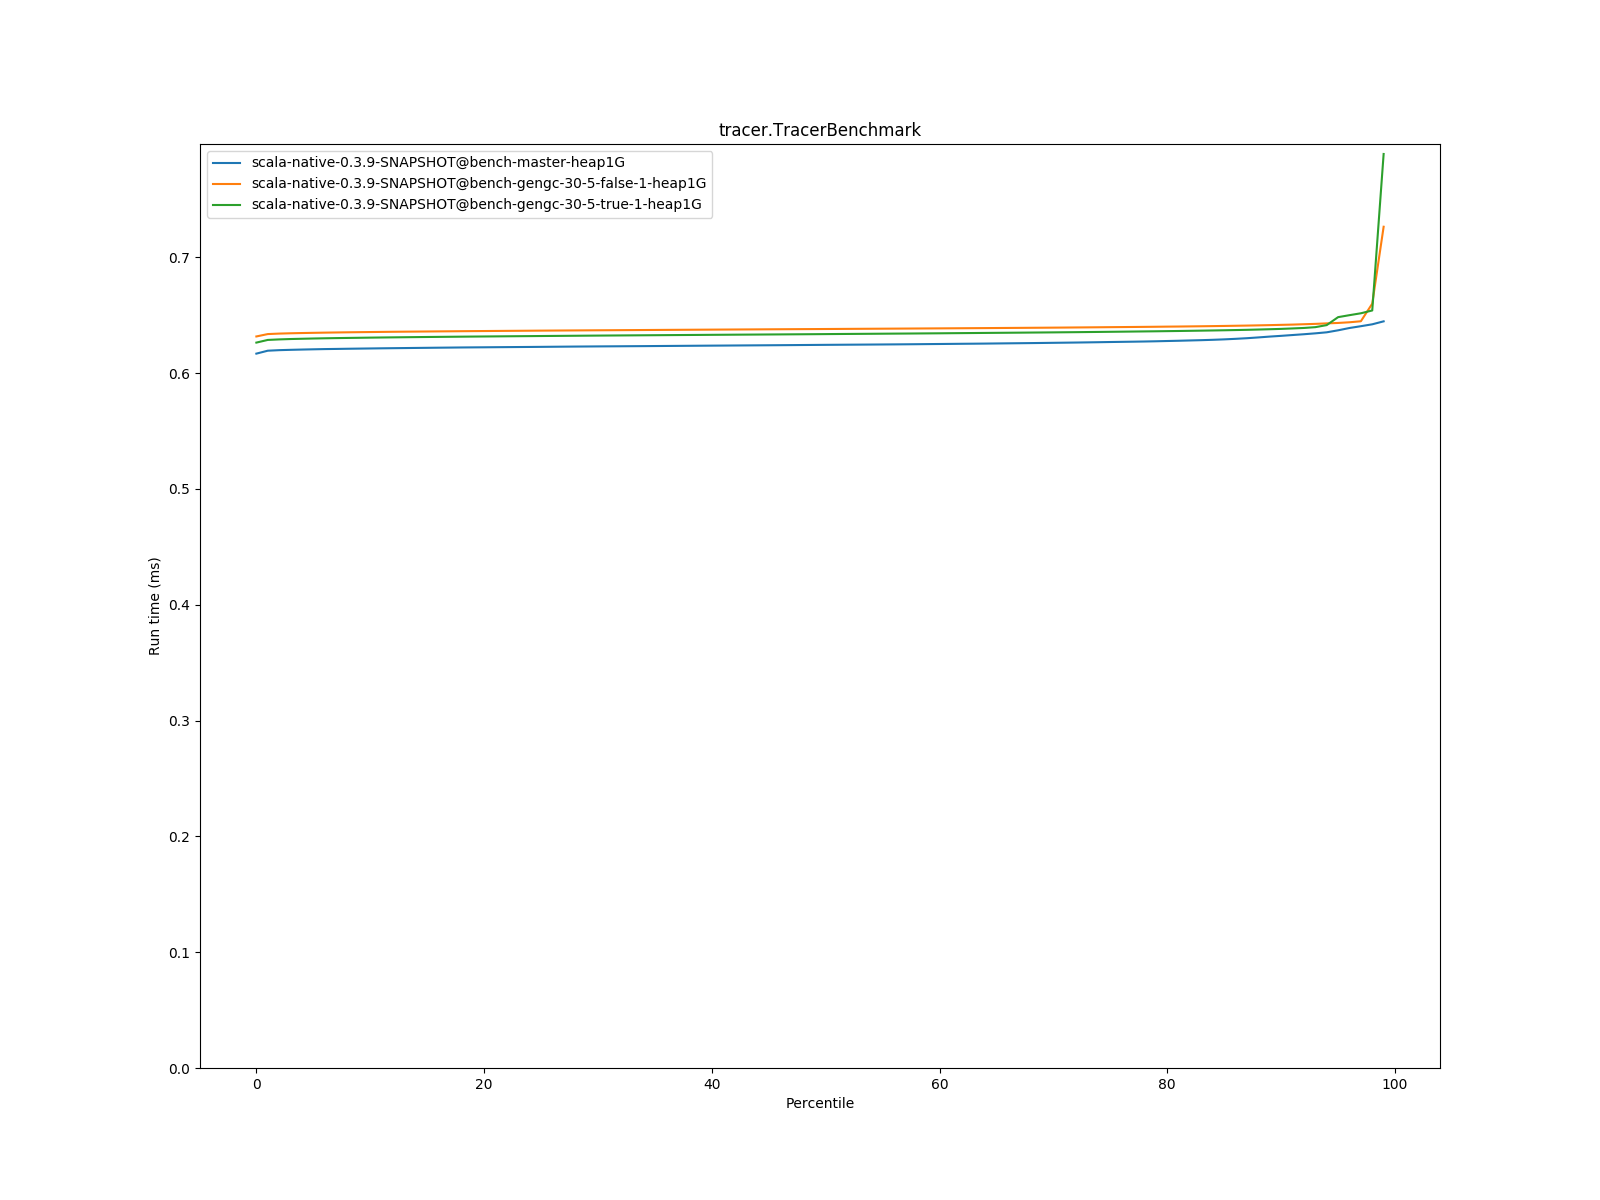 tracer.TracerBenchmark
scala-native-0.3.9-SNAPSHOT@bench-master-heap1G
scala-native-0.3.9-SNAPSHOT@bench-gengc-30-5-false-1-heap1G
scala-native-0.3.9-SNAPSHOT@bench-gengc-30-5-true-1-heap1G
0.7
0.6
0.5
0.4
0.3
0.2
0.1
0.0
Run time (ms)
0 20 40 60 80 100
Percentile